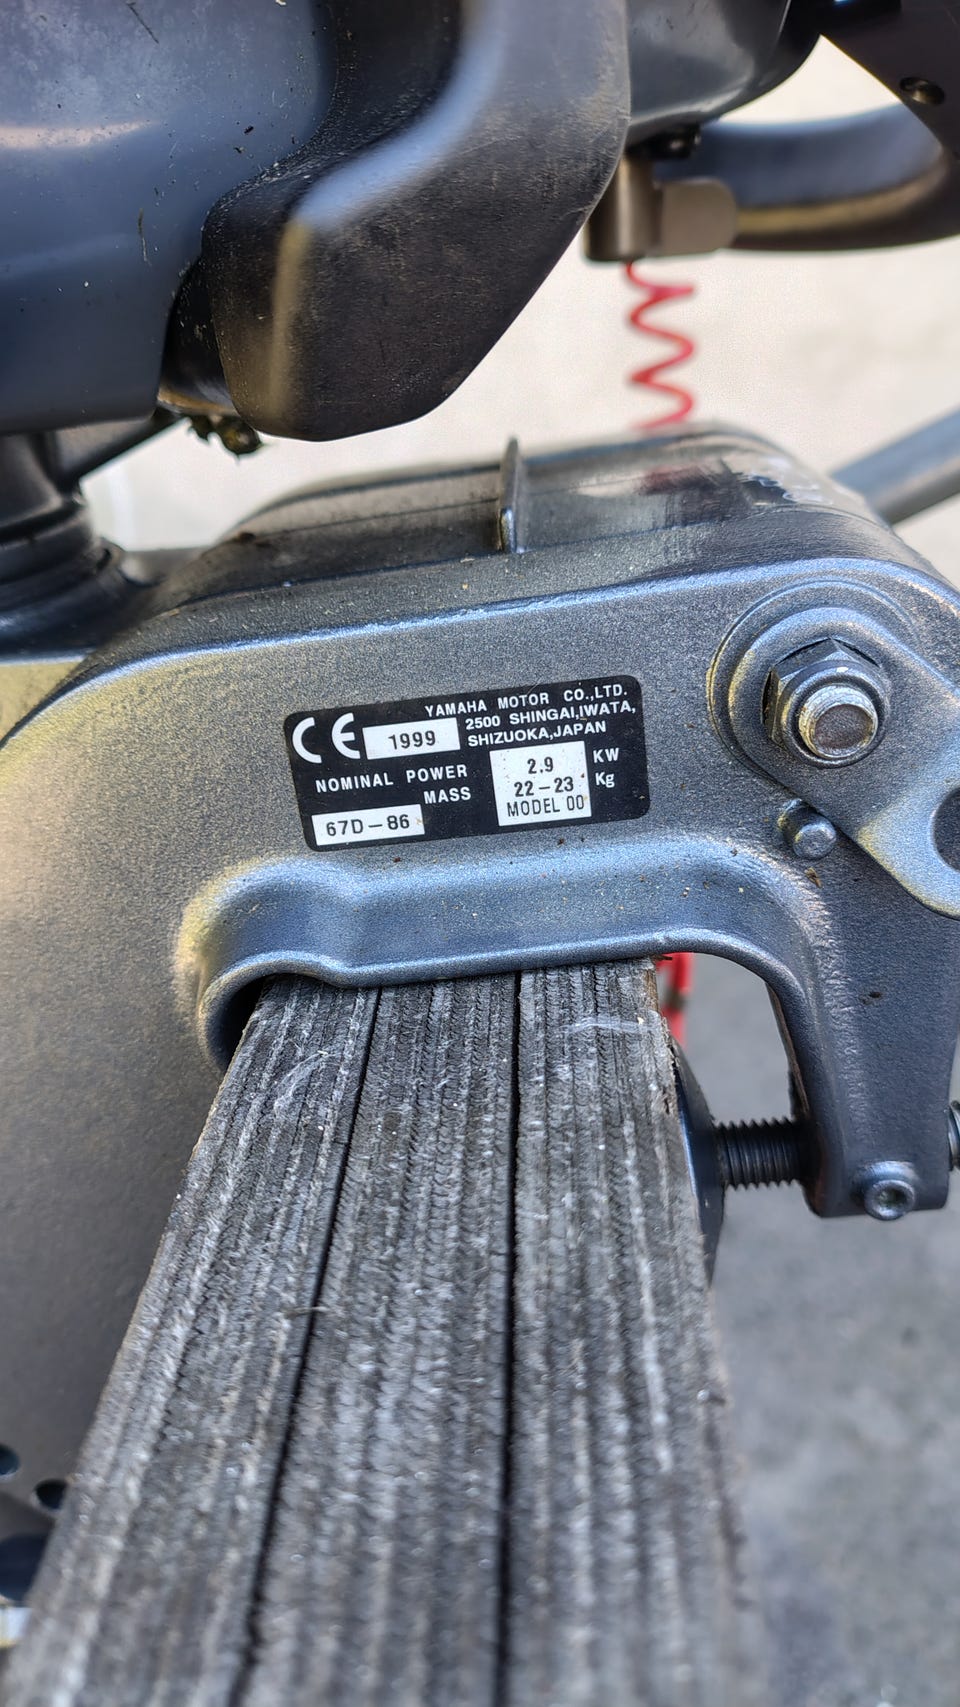 YAMAHA MOTOR CO.,LTD.
CE 1999 2500 SHINGAI,IWATA,
SHIZUOKA,JAPAN
NOMINAL POWER 2.9 KW
MASS 22-23 Kg
67D-86 MODEL 00